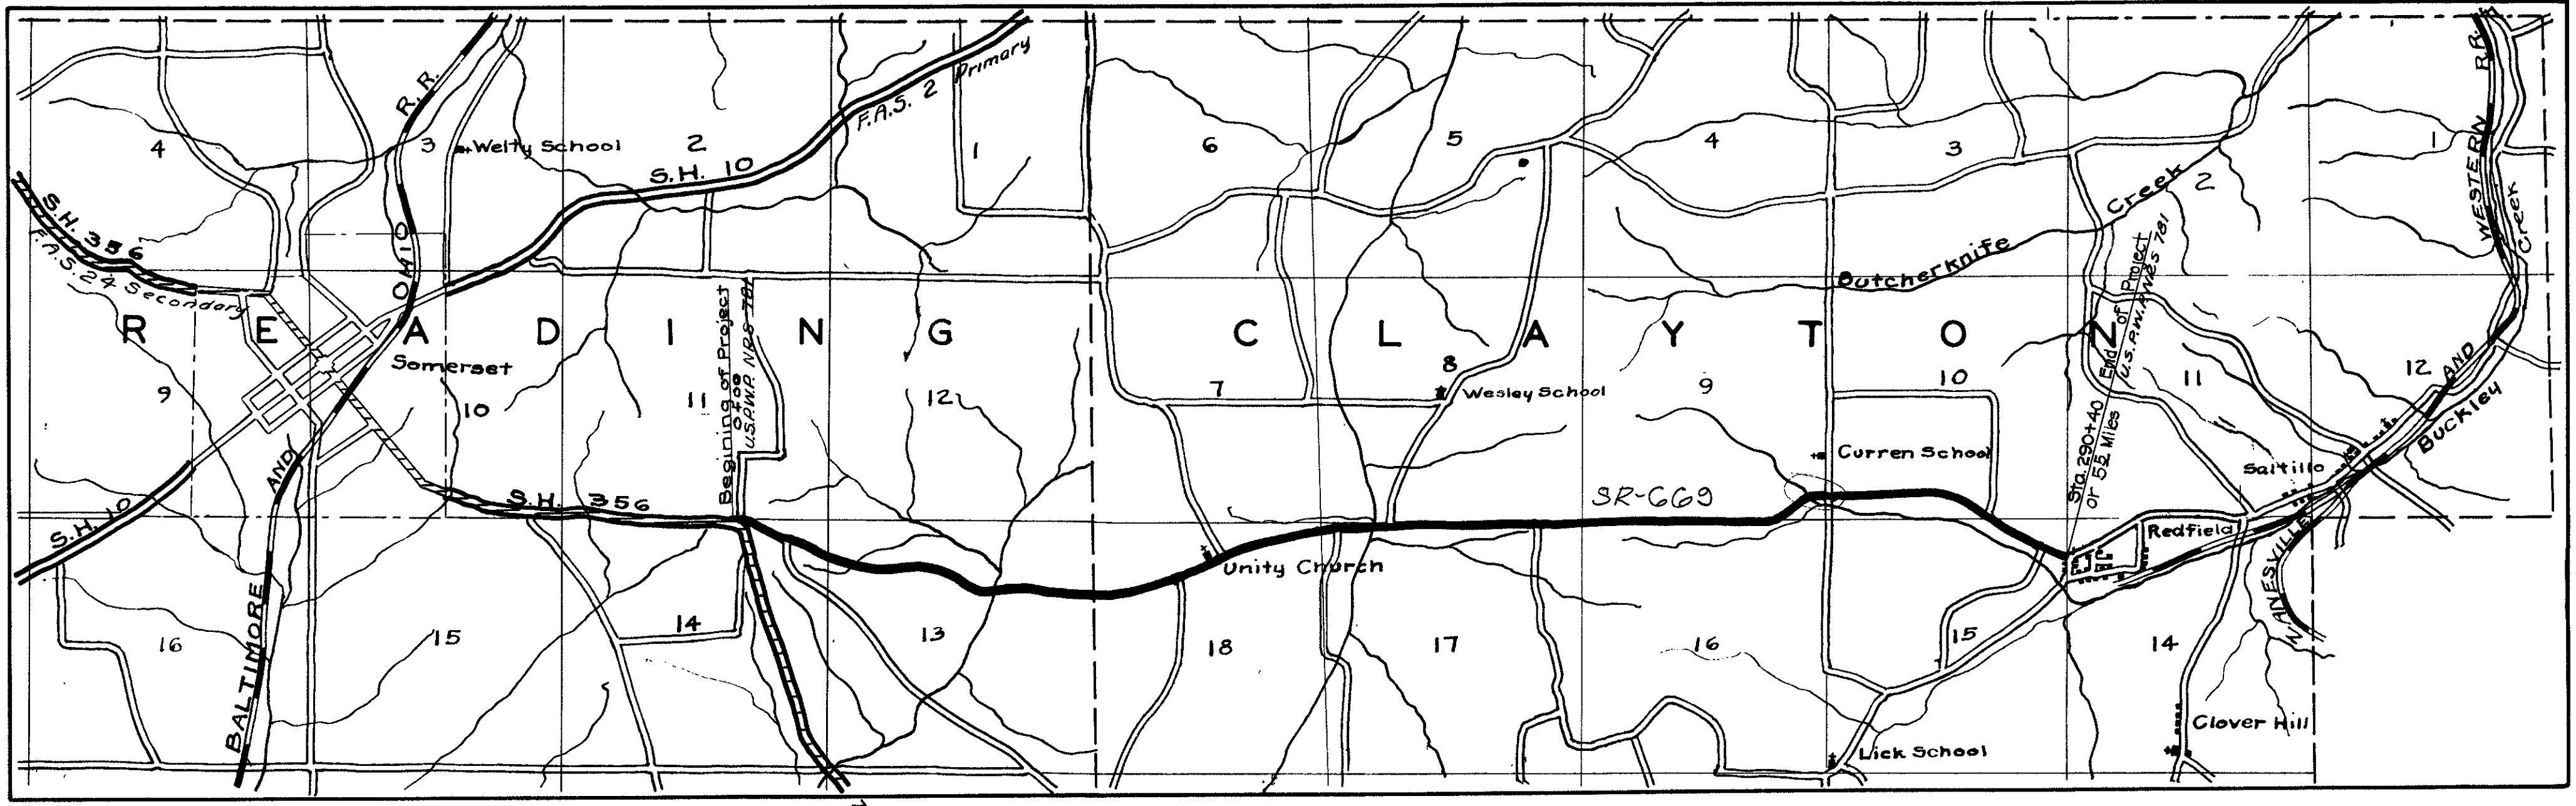 R E A D I N G
C L A Y T O N
4
3
2
1
6
5
4
3
2
1
R.R.
Welty School
S.H. 10
F.A.S. 2 Primary
S.H. 356
F.A.S. 24 Secondary
OHIO
Somerset
9
10
11
12
7
8
9
10
11
12
Begining of Project
0+00
U.S.P.W.P. NRS 781
Wesley School
Curren School
Butcherknife Creek
End of Project
U.S.P.W.P. NRS 781
Sta. 290+40
or 5.5 Miles
WESTERN R.R.
Creek
AND
Buckley
Saltillo
Redfield
ZANESVILLE
S.H. 10
AND
BALTIMORE
S.H. 356
SR-669
Unity Church
16
15
14
13
18
17
16
15
14
Lick School
Clover Hill